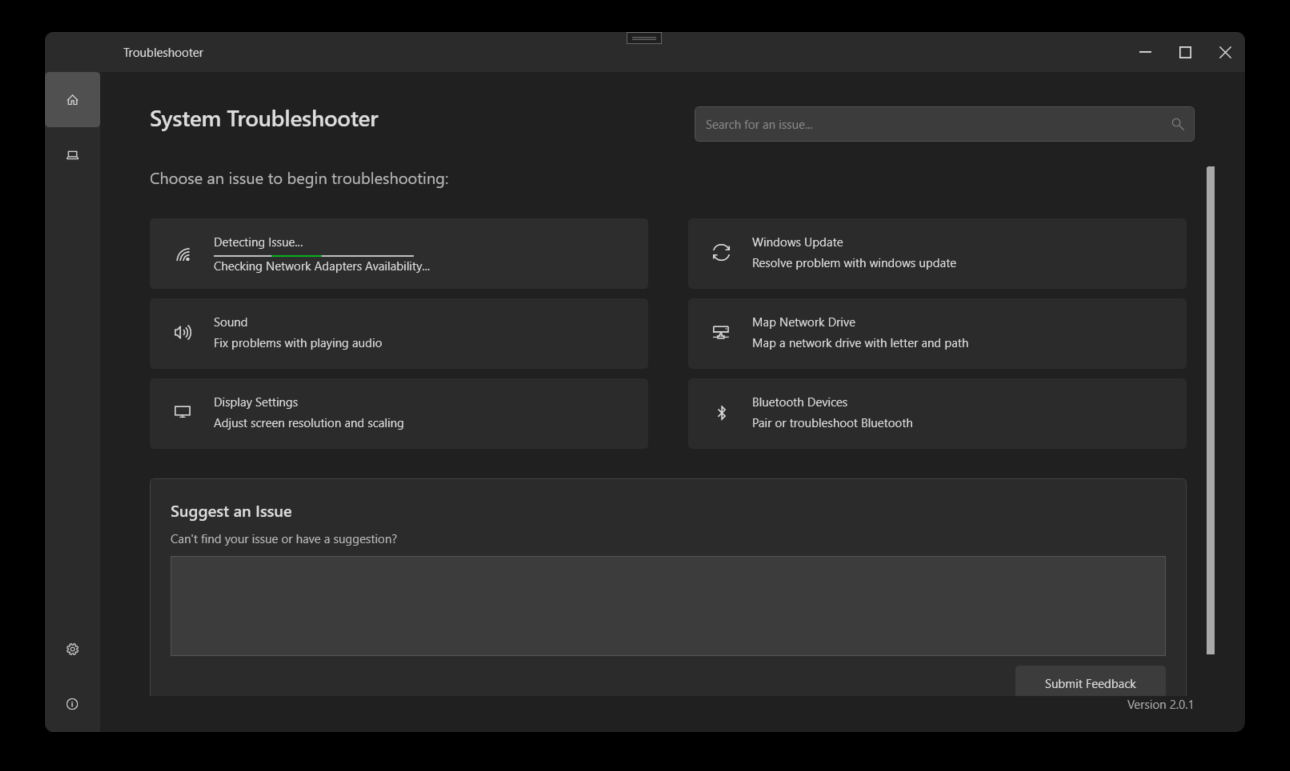 Troubleshooter
System Troubleshooter
Search for an issue...
Choose an issue to begin troubleshooting:
Detecting Issue...
Checking Network Adapters Availability...
Windows Update
Resolve problem with windows update
Sound
Fix problems with playing audio
Map Network Drive
Map a network drive with letter and path
Display Settings
Adjust screen resolution and scaling
Bluetooth Devices
Pair or troubleshoot Bluetooth
Suggest an Issue
Can't find your issue or have a suggestion?
Submit Feedback
Version 2.0.1